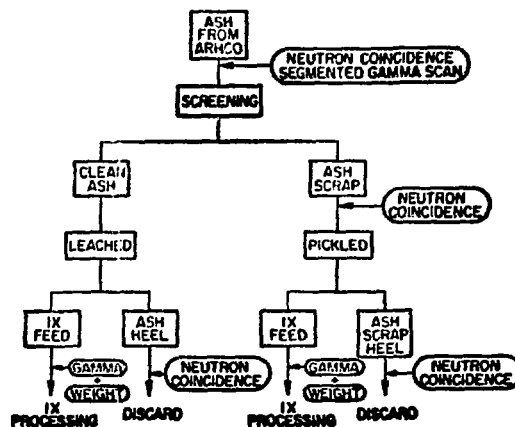 ASH
FROM
ARHCO
NEUTRON COINCIDENCE
SEGMENTED GAMMA SCAN
SCREENING
CLEAN
ASH
ASH
SCRAP
NEUTRON
COINCIDENCE
LEACHED
PICKLED
IX
FEED
ASH
HEEL
IX
FEED
ASH
SCRAP
HEEL
GAMMA
+
WEIGHT
NEUTRON
COINCIDENCE
GAMMA
+
WEIGHT
NEUTRON
COINCIDENCE
IX
PROCESSING
DISCARD
IX
PROCESSING
DISCARD